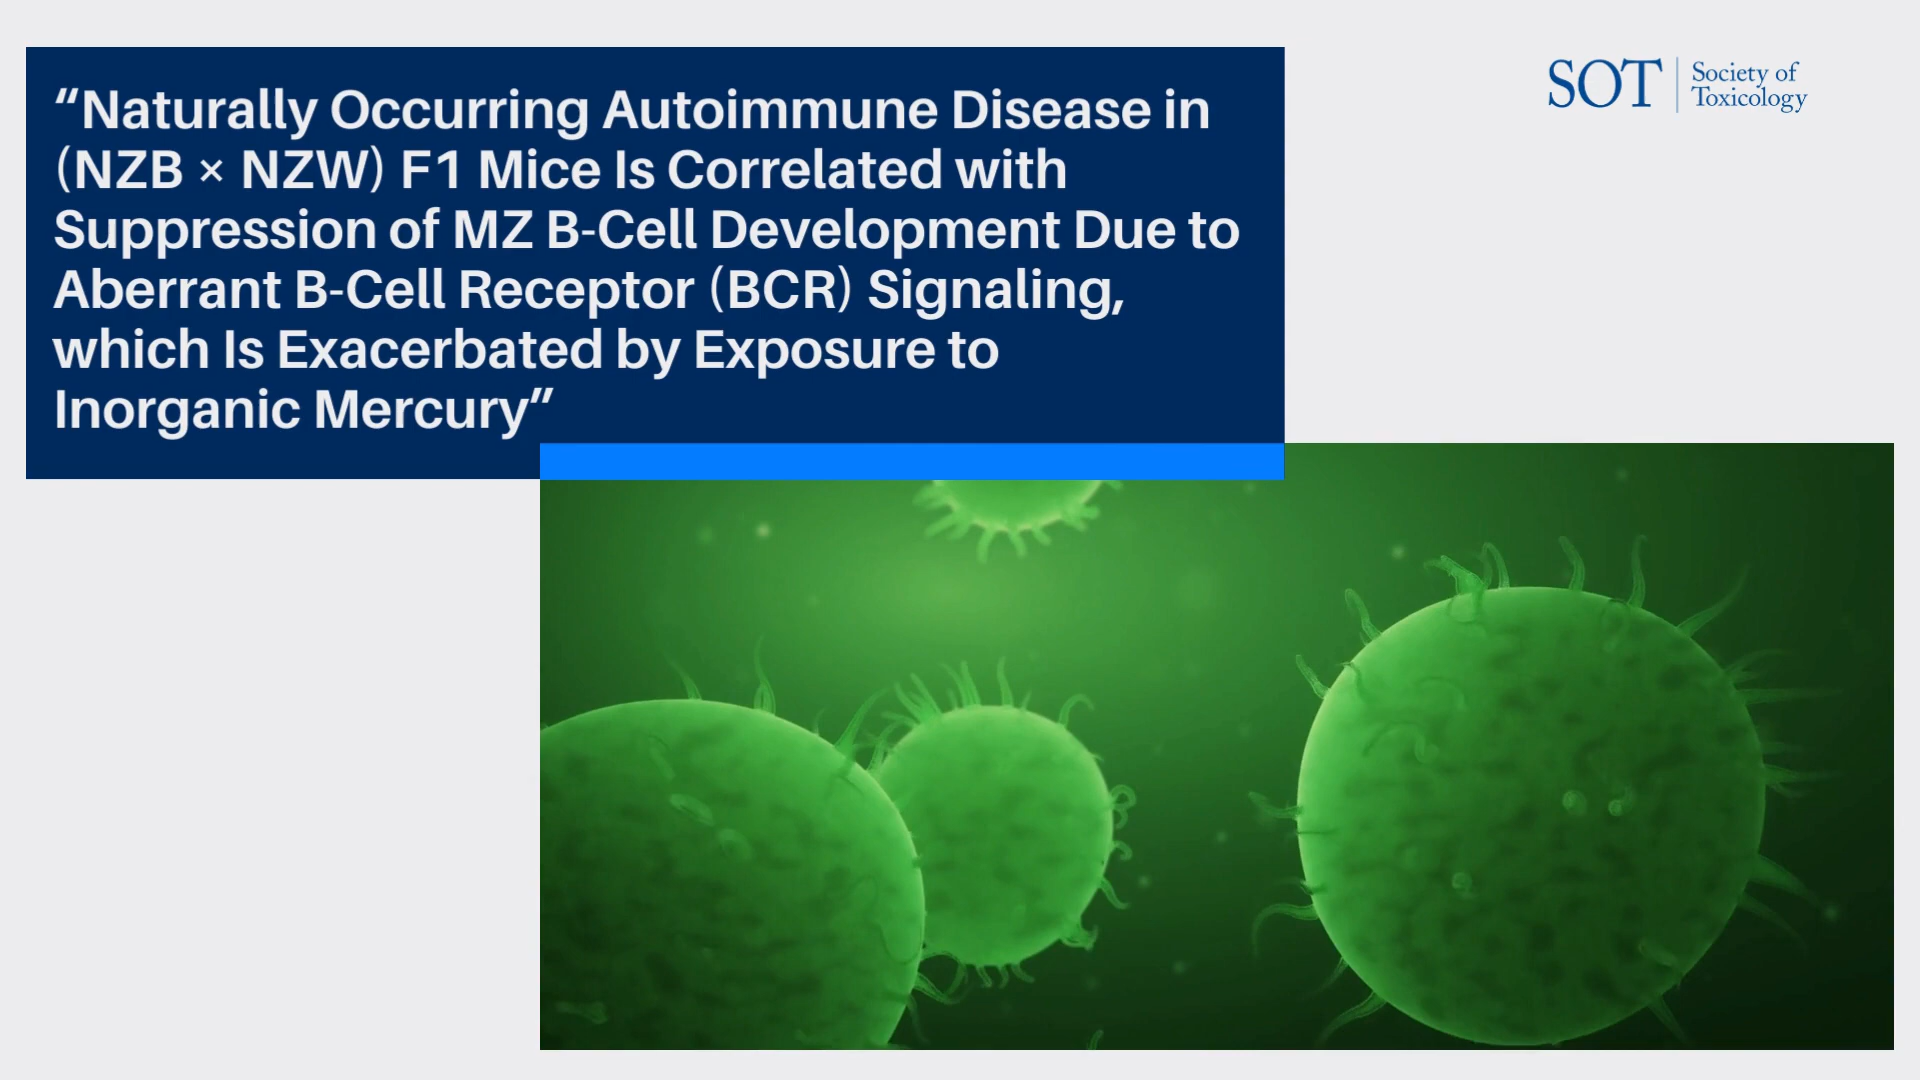 “Naturally Occurring Autoimmune Disease in
(NZB × NZW) F1 Mice Is Correlated with
Suppression of MZ B-Cell Development Due to
Aberrant B-Cell Receptor (BCR) Signaling,
which Is Exacerbated by Exposure to
Inorganic Mercury”
SOT
Society of
Toxicology